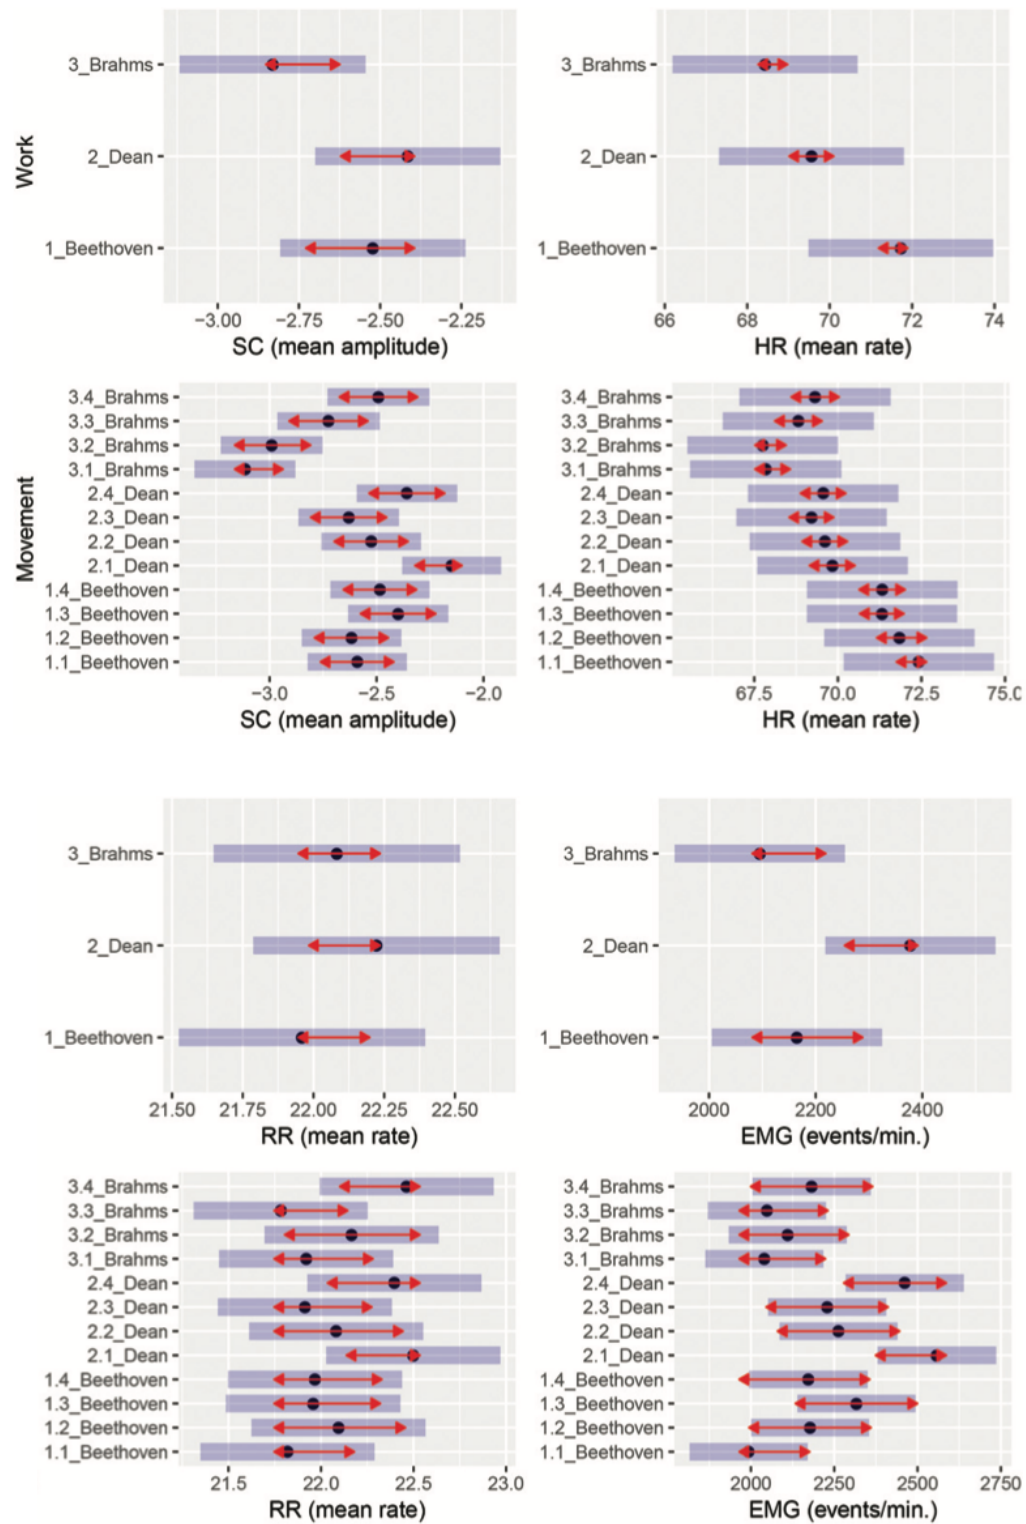 Work
3_Brahms
2_Dean
1_Beethoven
−3.00 −2.75 −2.50 −2.25
SC (mean amplitude)
3_Brahms
2_Dean
1_Beethoven
66 68 70 72 74
HR (mean rate)
Movement
3.4_Brahms
3.3_Brahms
3.2_Brahms
3.1_Brahms
2.4_Dean
2.3_Dean
2.2_Dean
2.1_Dean
1.4_Beethoven
1.3_Beethoven
1.2_Beethoven
1.1_Beethoven
−3.0 −2.5 −2.0
SC (mean amplitude)
3.4_Brahms
3.3_Brahms
3.2_Brahms
3.1_Brahms
2.4_Dean
2.3_Dean
2.2_Dean
2.1_Dean
1.4_Beethoven
1.3_Beethoven
1.2_Beethoven
1.1_Beethoven
67.5 70.0 72.5 75.0
HR (mean rate)
3_Brahms
2_Dean
1_Beethoven
21.50 21.75 22.00 22.25 22.50
RR (mean rate)
3_Brahms
2_Dean
1_Beethoven
2000 2200 2400
EMG (events/min.)
3.4_Brahms
3.3_Brahms
3.2_Brahms
3.1_Brahms
2.4_Dean
2.3_Dean
2.2_Dean
2.1_Dean
1.4_Beethoven
1.3_Beethoven
1.2_Beethoven
1.1_Beethoven
21.5 22.0 22.5 23.0
RR (mean rate)
3.4_Brahms
3.3_Brahms
3.2_Brahms
3.1_Brahms
2.4_Dean
2.3_Dean
2.2_Dean
2.1_Dean
1.4_Beethoven
1.3_Beethoven
1.2_Beethoven
1.1_Beethoven
2000 2250 2500 2750
EMG (events/min.)